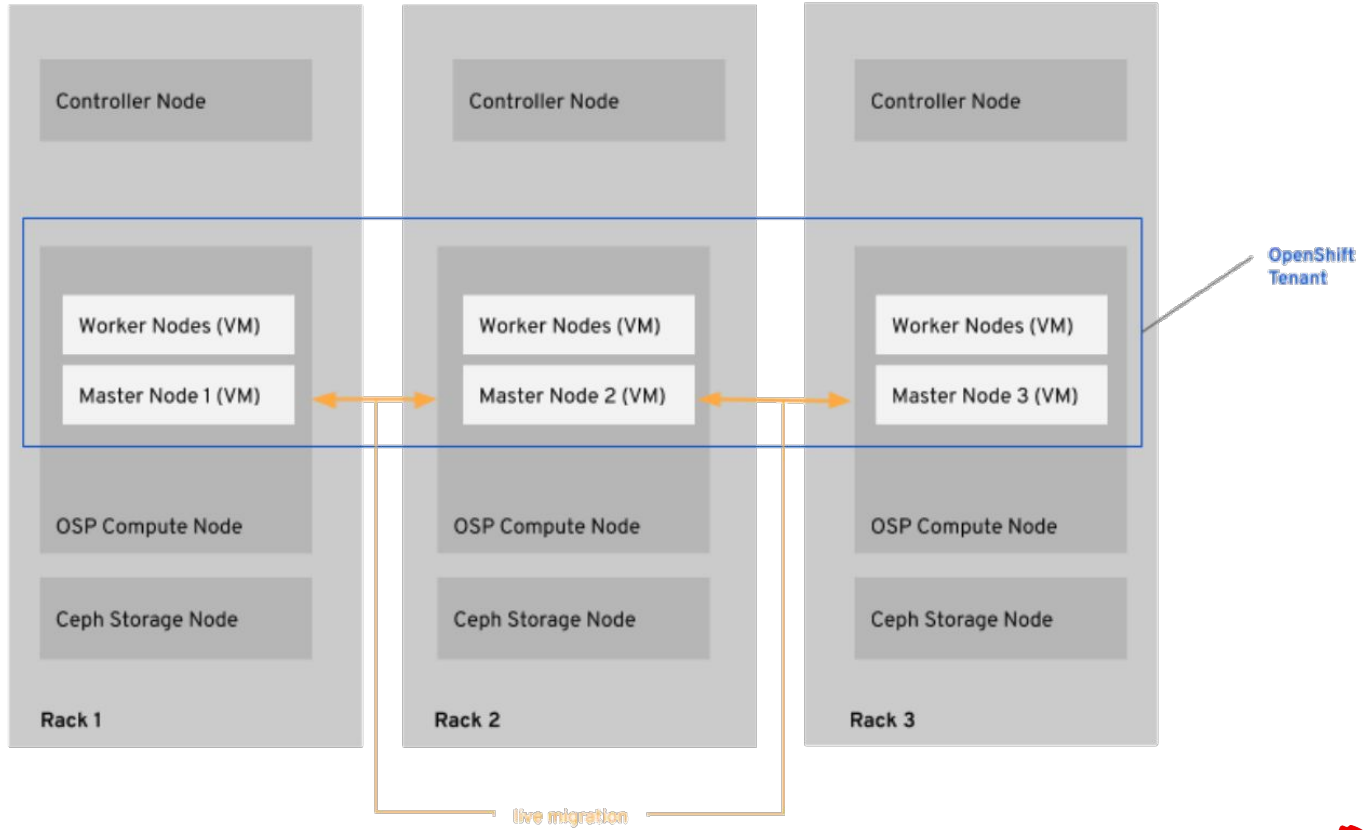 Controller Node
Controller Node
Controller Node
OpenShift
Tenant
Worker Nodes (VM)
Worker Nodes (VM)
Worker Nodes (VM)
Master Node 1 (VM)
Master Node 2 (VM)
Master Node 3 (VM)
OSP Compute Node
OSP Compute Node
OSP Compute Node
Ceph Storage Node
Ceph Storage Node
Ceph Storage Node
Rack 1
Rack 2
Rack 3
live migration